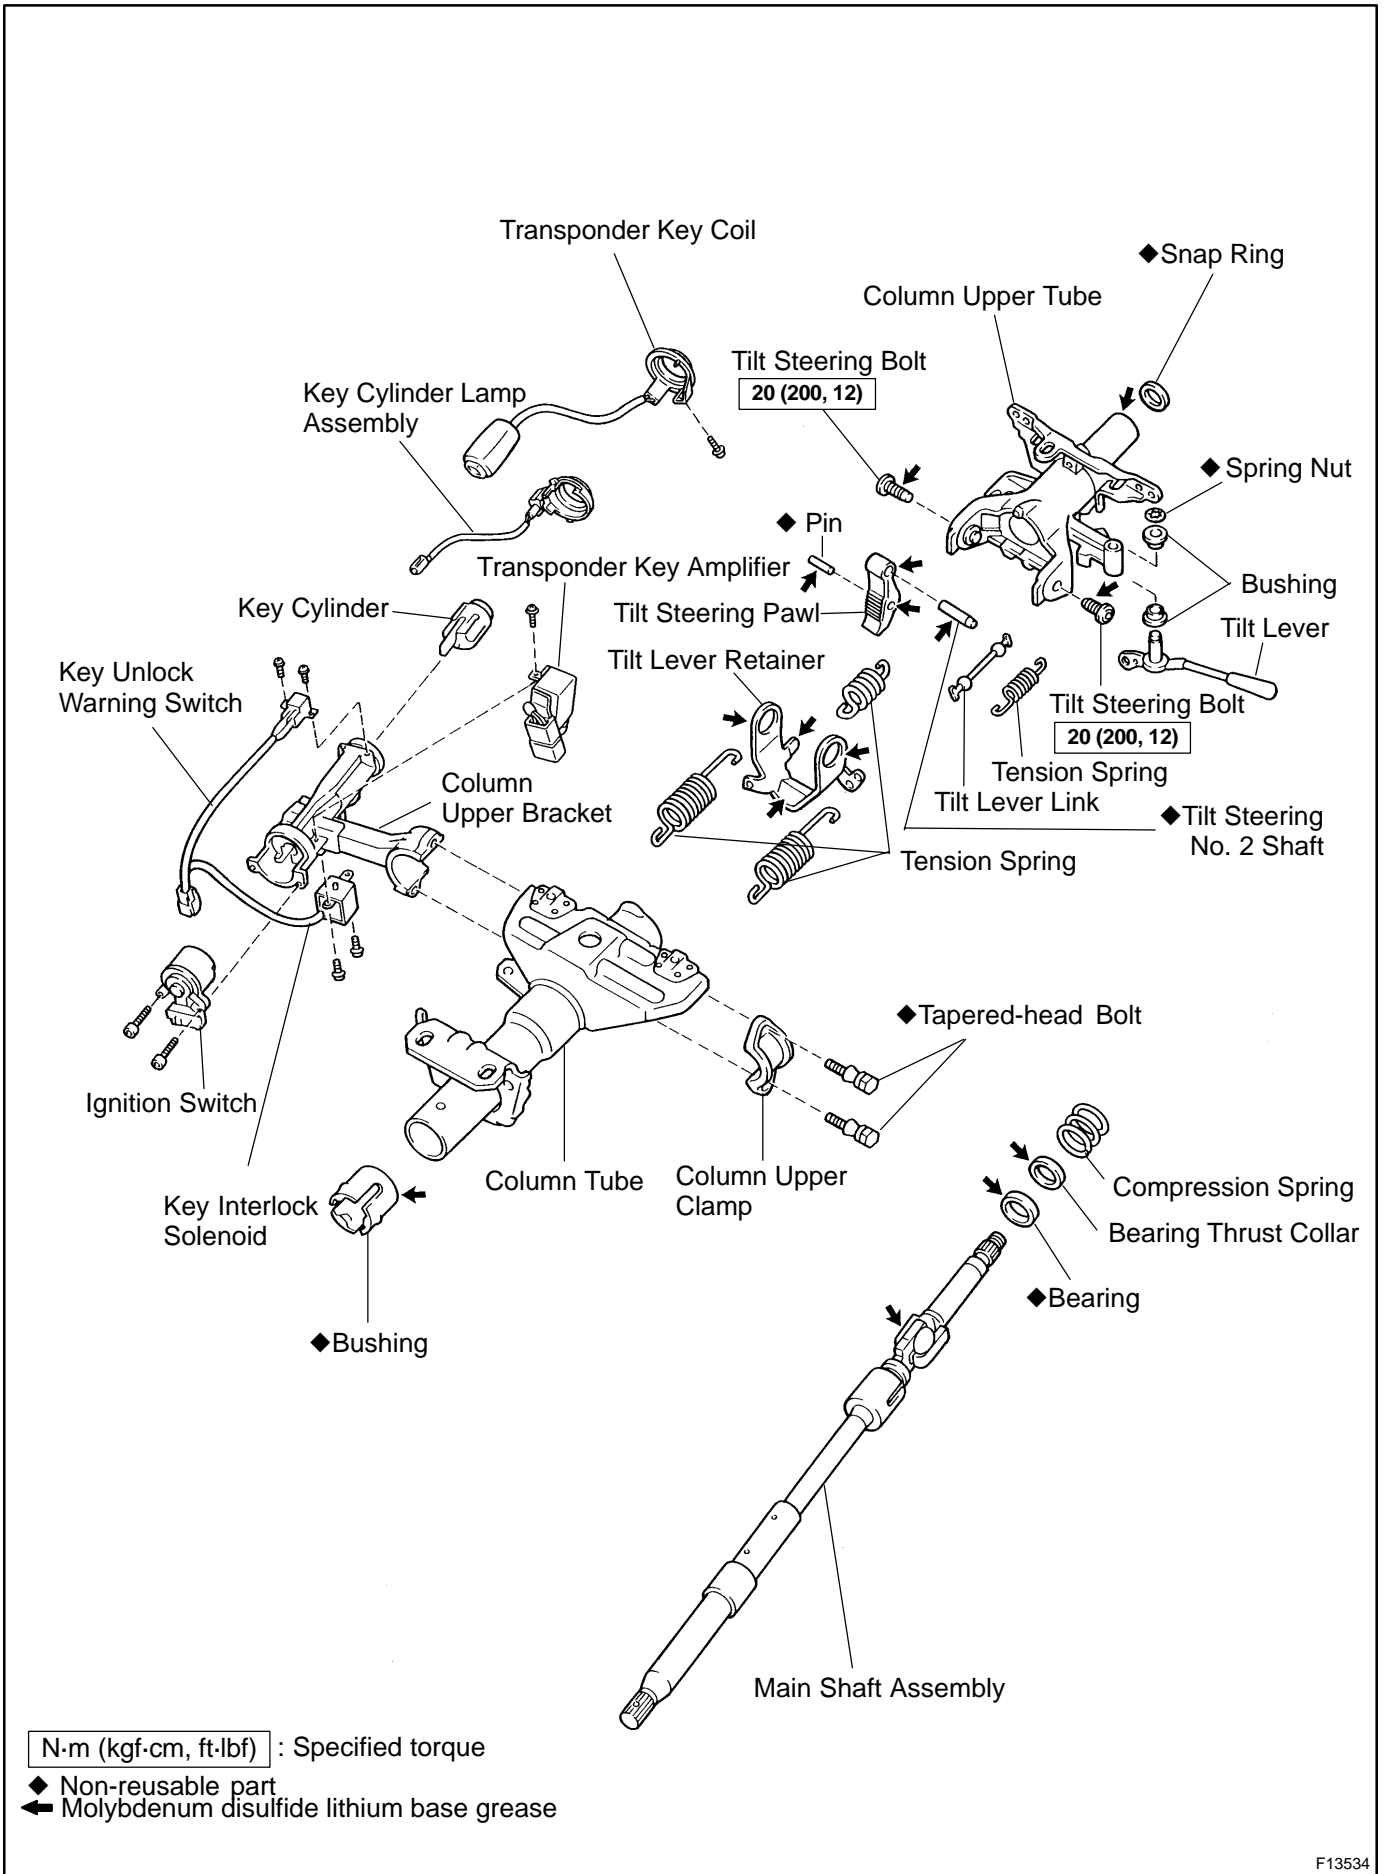 Transponder Key Coil
◆Snap Ring
Column Upper Tube
Tilt Steering Bolt
20 (200, 12)
Key Cylinder Lamp
Assembly
◆ Spring Nut
◆ Pin
Transponder Key Amplifier
Bushing
Key Cylinder
Tilt Steering Pawl
Tilt Lever
Tilt Lever Retainer
Key Unlock
Warning Switch
Tilt Steering Bolt
20 (200, 12)
Tension Spring
Column
Upper Bracket
Tilt Lever Link
◆Tilt Steering
No. 2 Shaft
Tension Spring
◆Tapered-head Bolt
Ignition Switch
Column Tube
Column Upper
Clamp
Compression Spring
Key Interlock
Solenoid
Bearing Thrust Collar
◆Bearing
◆Bushing
Main Shaft Assembly
N·m (kgf·cm, ft·lbf) : Specified torque
◆ Non-reusable part
Molybdenum disulfide lithium base grease
F13534